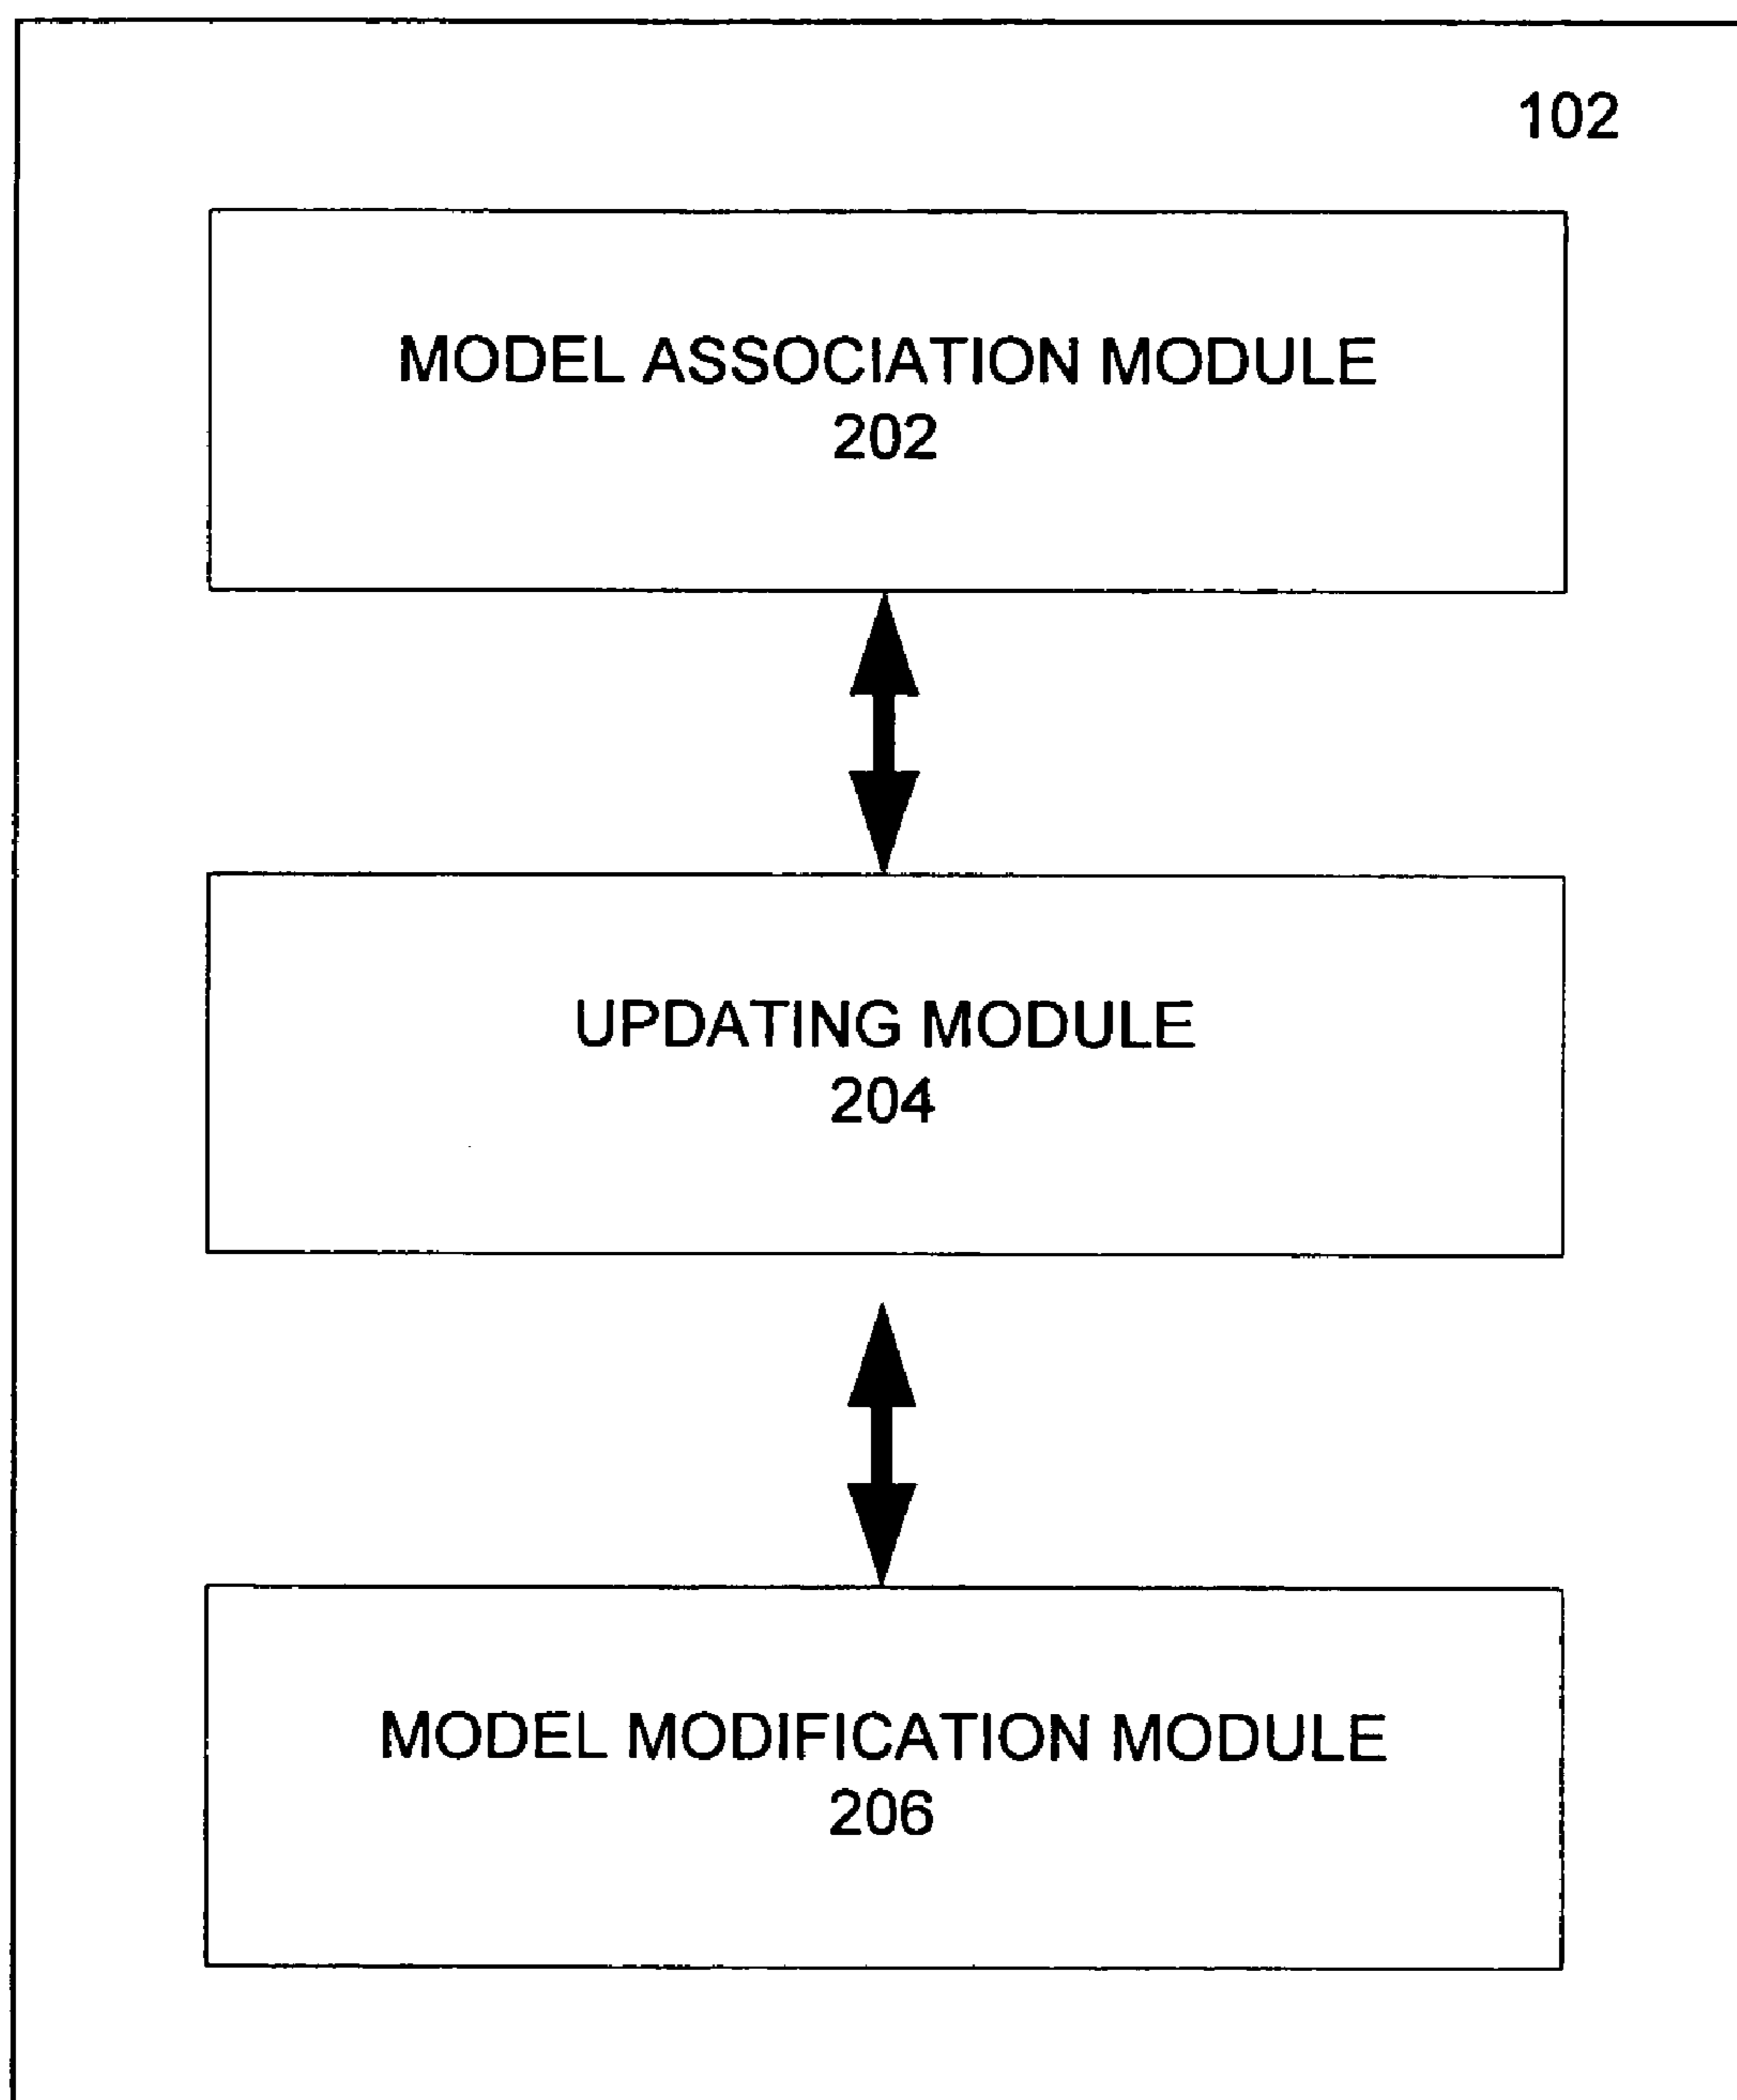 102
MODEL ASSOCIATION MODULE
202
UPDATING MODULE
204
MODEL MODIFICATION MODULE
206